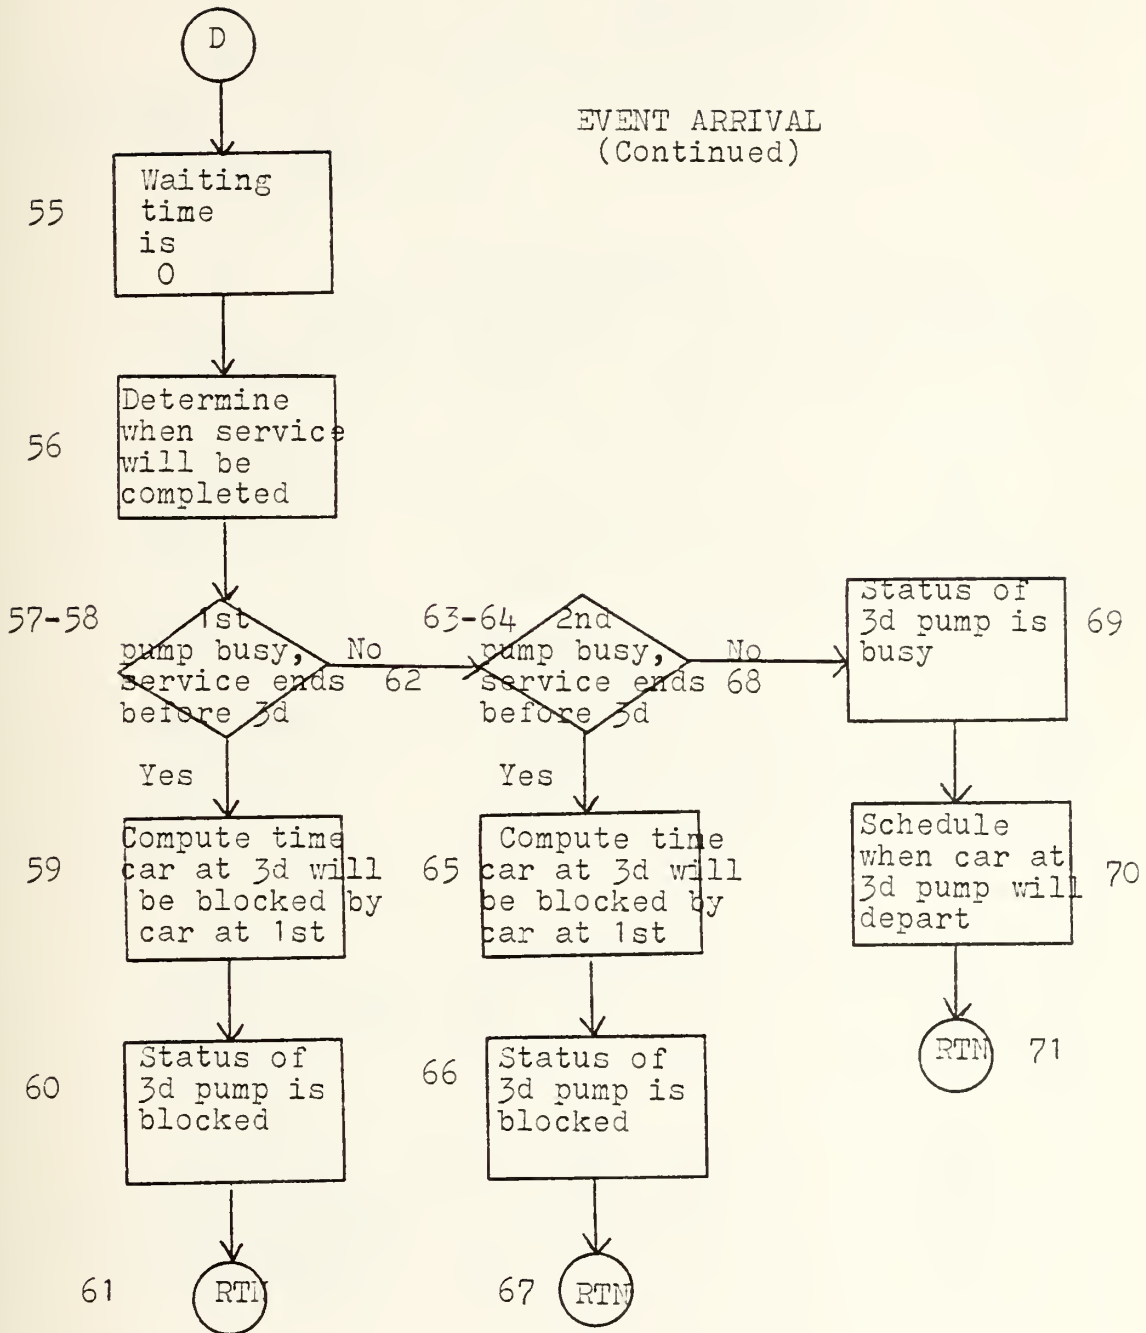 D
EVENT ARRIVAL
(Continued)
55
Waiting
time
is
0
56
Determine
when service
will be
completed
57-58
1st
pump busy,
service ends
before 3d
No
62
63-64
2nd
pump busy,
service ends
before 3d
No
68
Status of
3d pump is
busy
69
Yes
Yes
59
Compute time
car at 3d will
be blocked by
car at 1st
65
Compute time
car at 3d will
be blocked by
car at 1st
Schedule
when car at
3d pump will
depart
70
60
Status of
3d pump is
blocked
66
Status of
3d pump is
blocked
RTN
71
61
RTN
67
RTN